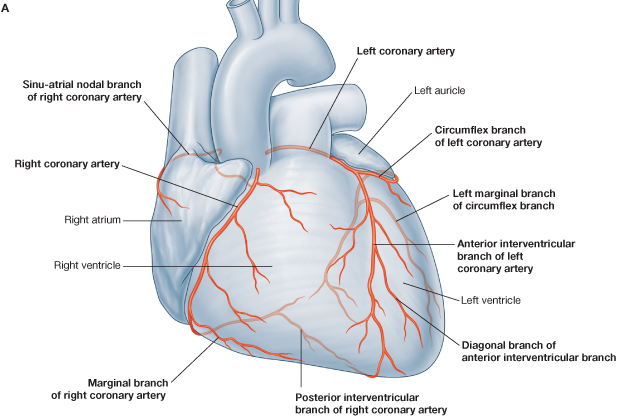 A
Left coronary artery
Sinu-atrial nodal branch
of right coronary artery
Left auricle
Circumflex branch
of left coronary artery
Right coronary artery
Left marginal branch
of circumflex branch
Right atrium
Anterior interventricular
branch of left
coronary artery
Right ventricle
Left ventricle
Diagonal branch of
anterior interventricular branch
Marginal branch
of right coronary artery
Posterior interventricular
branch of right coronary artery